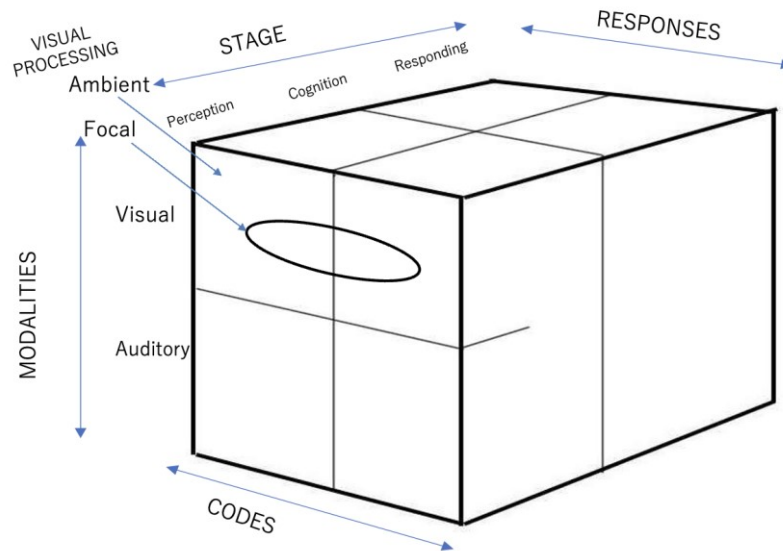 VISUAL
PROCESSING
STAGE
RESPONSES
Ambient
Perception
Cognition
Responding
Focal
Visual
MODALITIES
Auditory
CODES